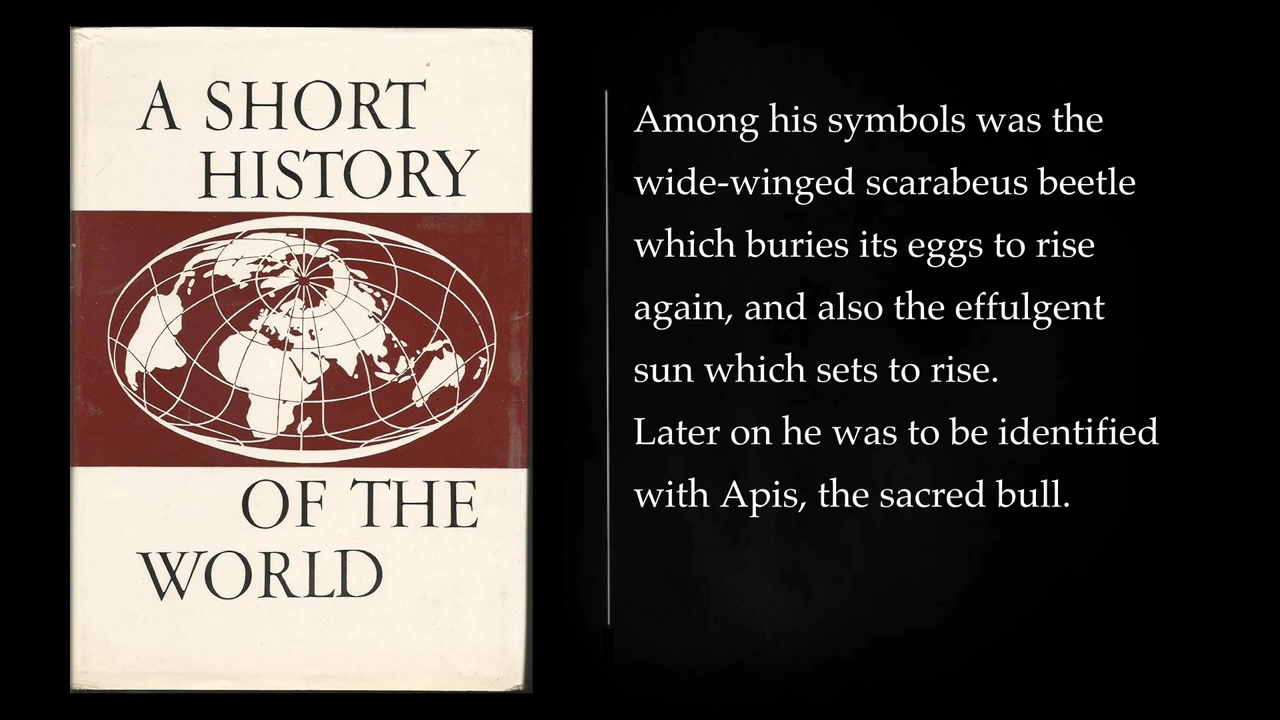 A SHORT
HISTORY
OF THE
WORLD
Among his symbols was the
wide-winged scarabeus beetle
which buries its eggs to rise
again, and also the effulgent
sun which sets to rise.
Later on he was to be identified
with Apis, the sacred bull.